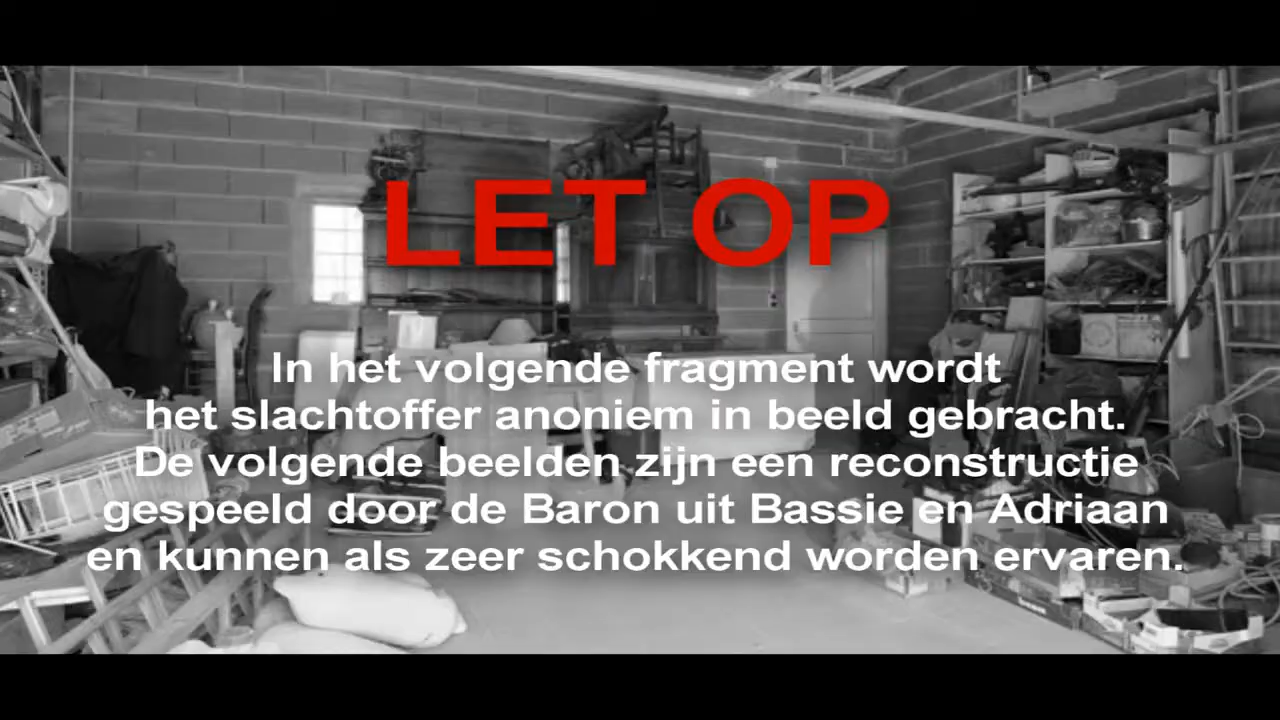 LET OP
In het volgende fragment wordt
het slachtoffer anoniem in beeld gebracht.
De volgende beelden zijn een reconstructie
gespeeld door de Baron uit Bassie en Adriaan
en kunnen als zeer schokkend worden ervaren.